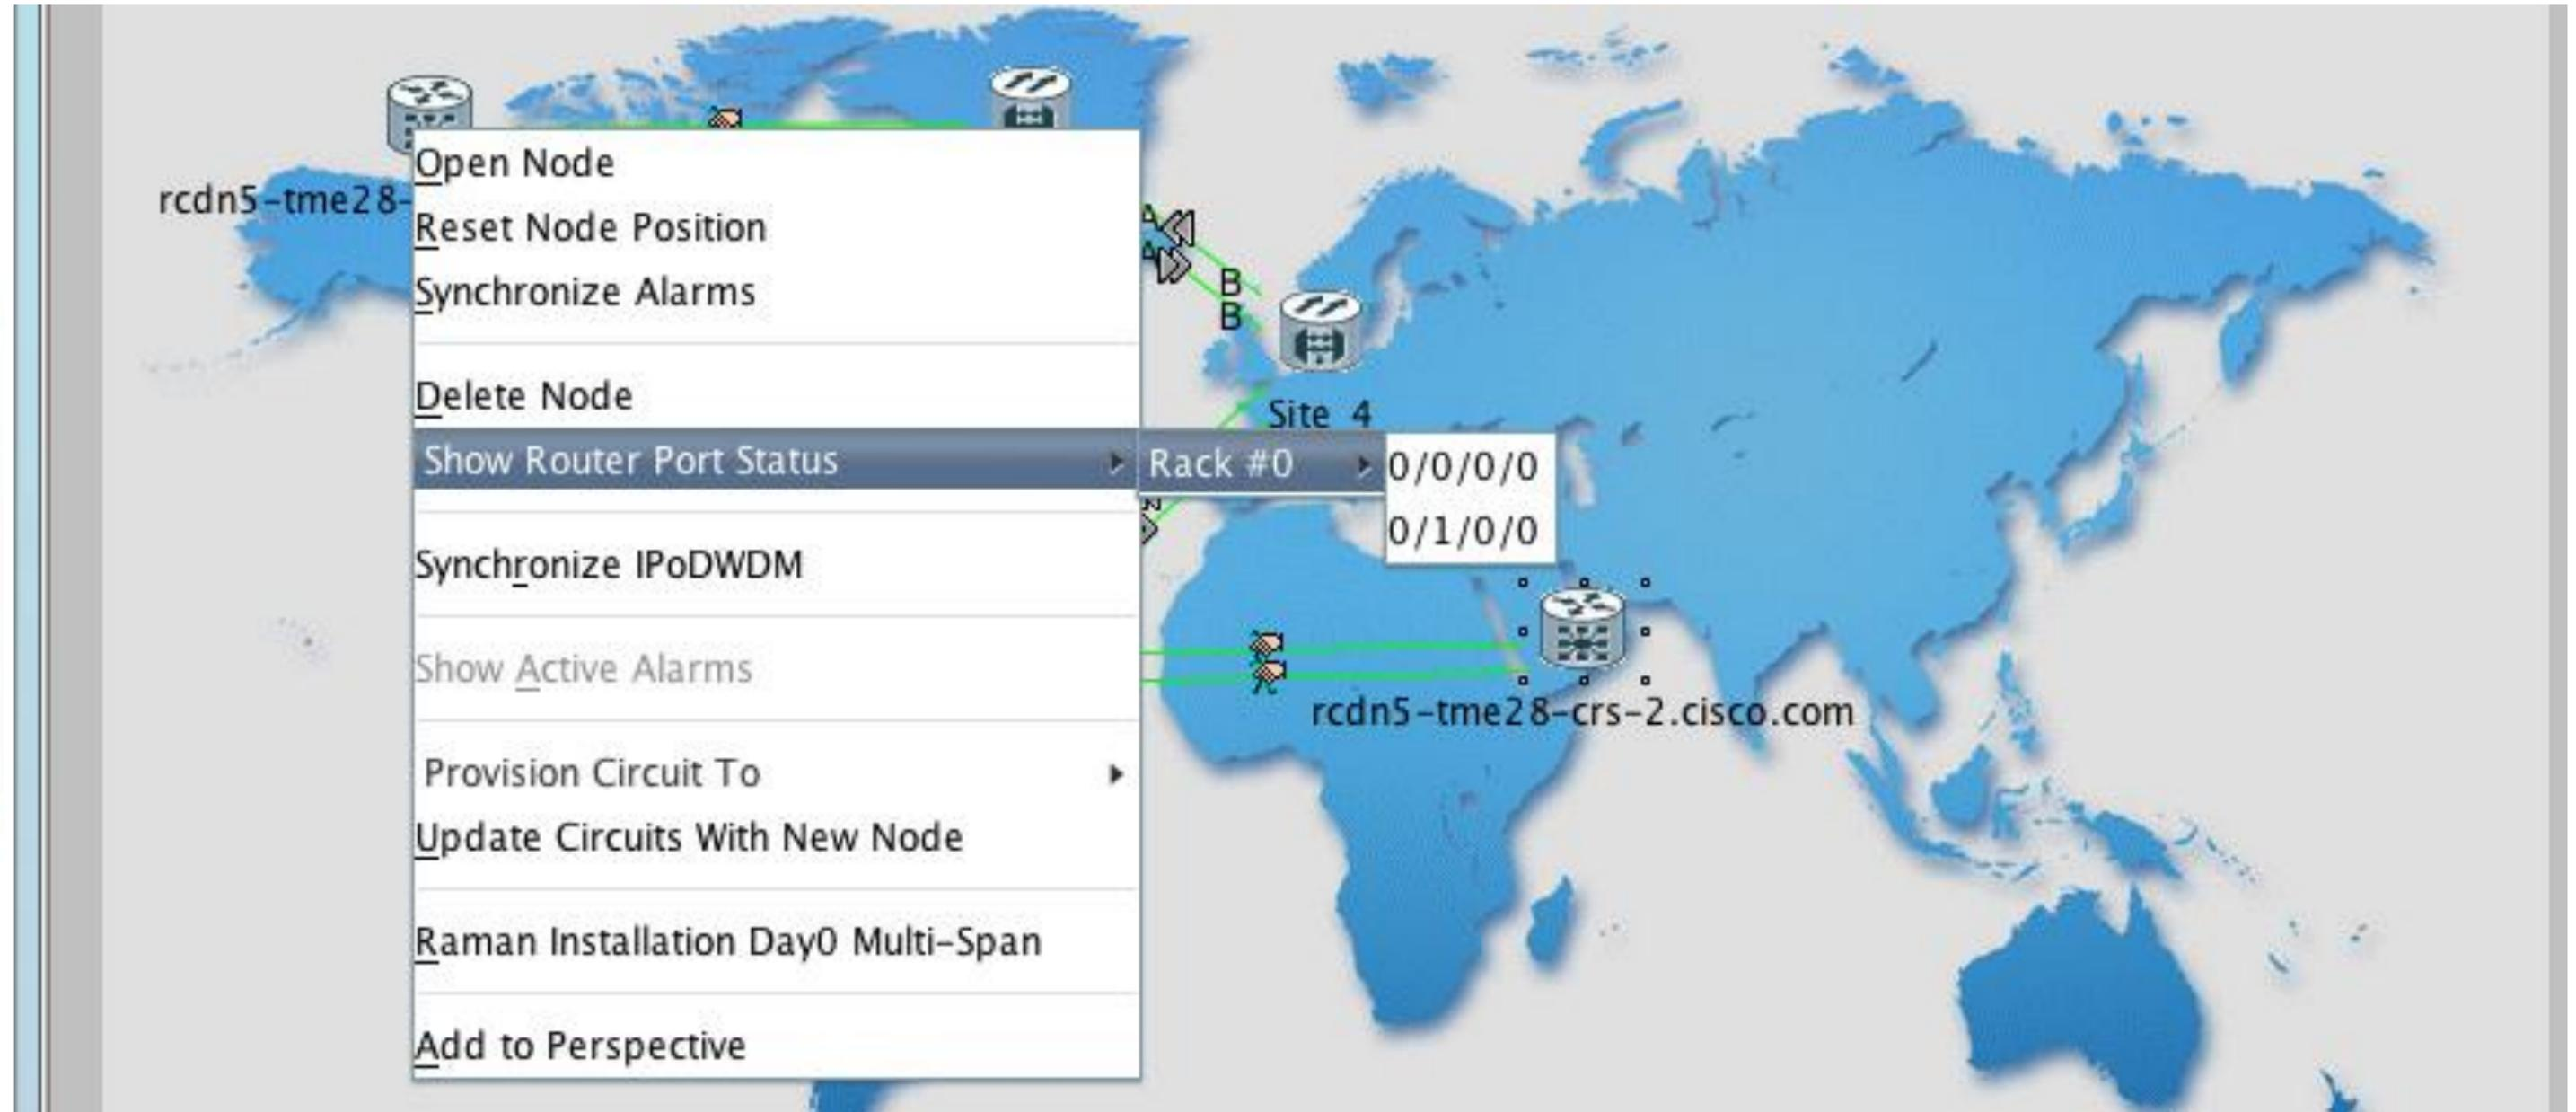 rcdn5-tme28-
Open Node
Reset Node Position
Synchronize Alarms
Delete Node
Show Router Port Status
Rack #0
0/0/0/0
0/1/0/0
Synchronize IPoDWDM
Show Active Alarms
Provision Circuit To
Update Circuits With New Node
Raman Installation Day0 Multi-Span
Add to Perspective
A
A
B
B
Site 4
rcdn5-tme28-crs-2.cisco.com